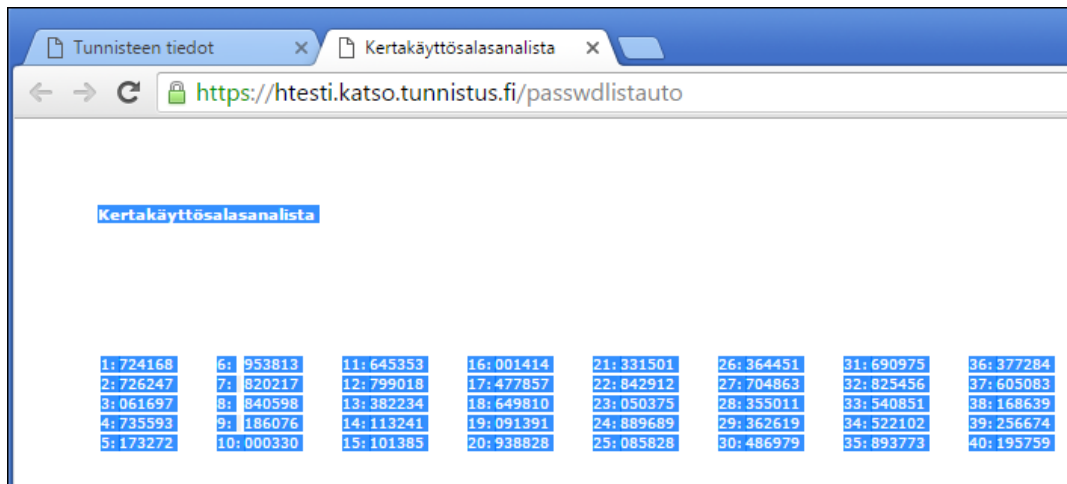 Tunnisteen tiedot Kertakäyttösalasanalista
https://htesti.katso.tunnistus.fi/passwdlistauto
Kertakäyttösalasanalista
1: 724168 6: 953813 11: 645353 16: 001414 21: 331501 26: 364451 31: 690975 36: 377284
2: 726247 7: 820217 12: 799018 17: 477857 22: 842912 27: 704863 32: 825456 37: 605083
3: 061697 8: 840598 13: 382234 18: 649810 23: 050375 28: 355011 33: 540851 38: 168639
4: 735593 9: 186076 14: 113241 19: 091391 24: 889689 29: 362619 34: 522102 39: 256674
5: 173272 10: 000330 15: 101385 20: 938828 25: 085828 30: 486979 35: 893773 40: 195759